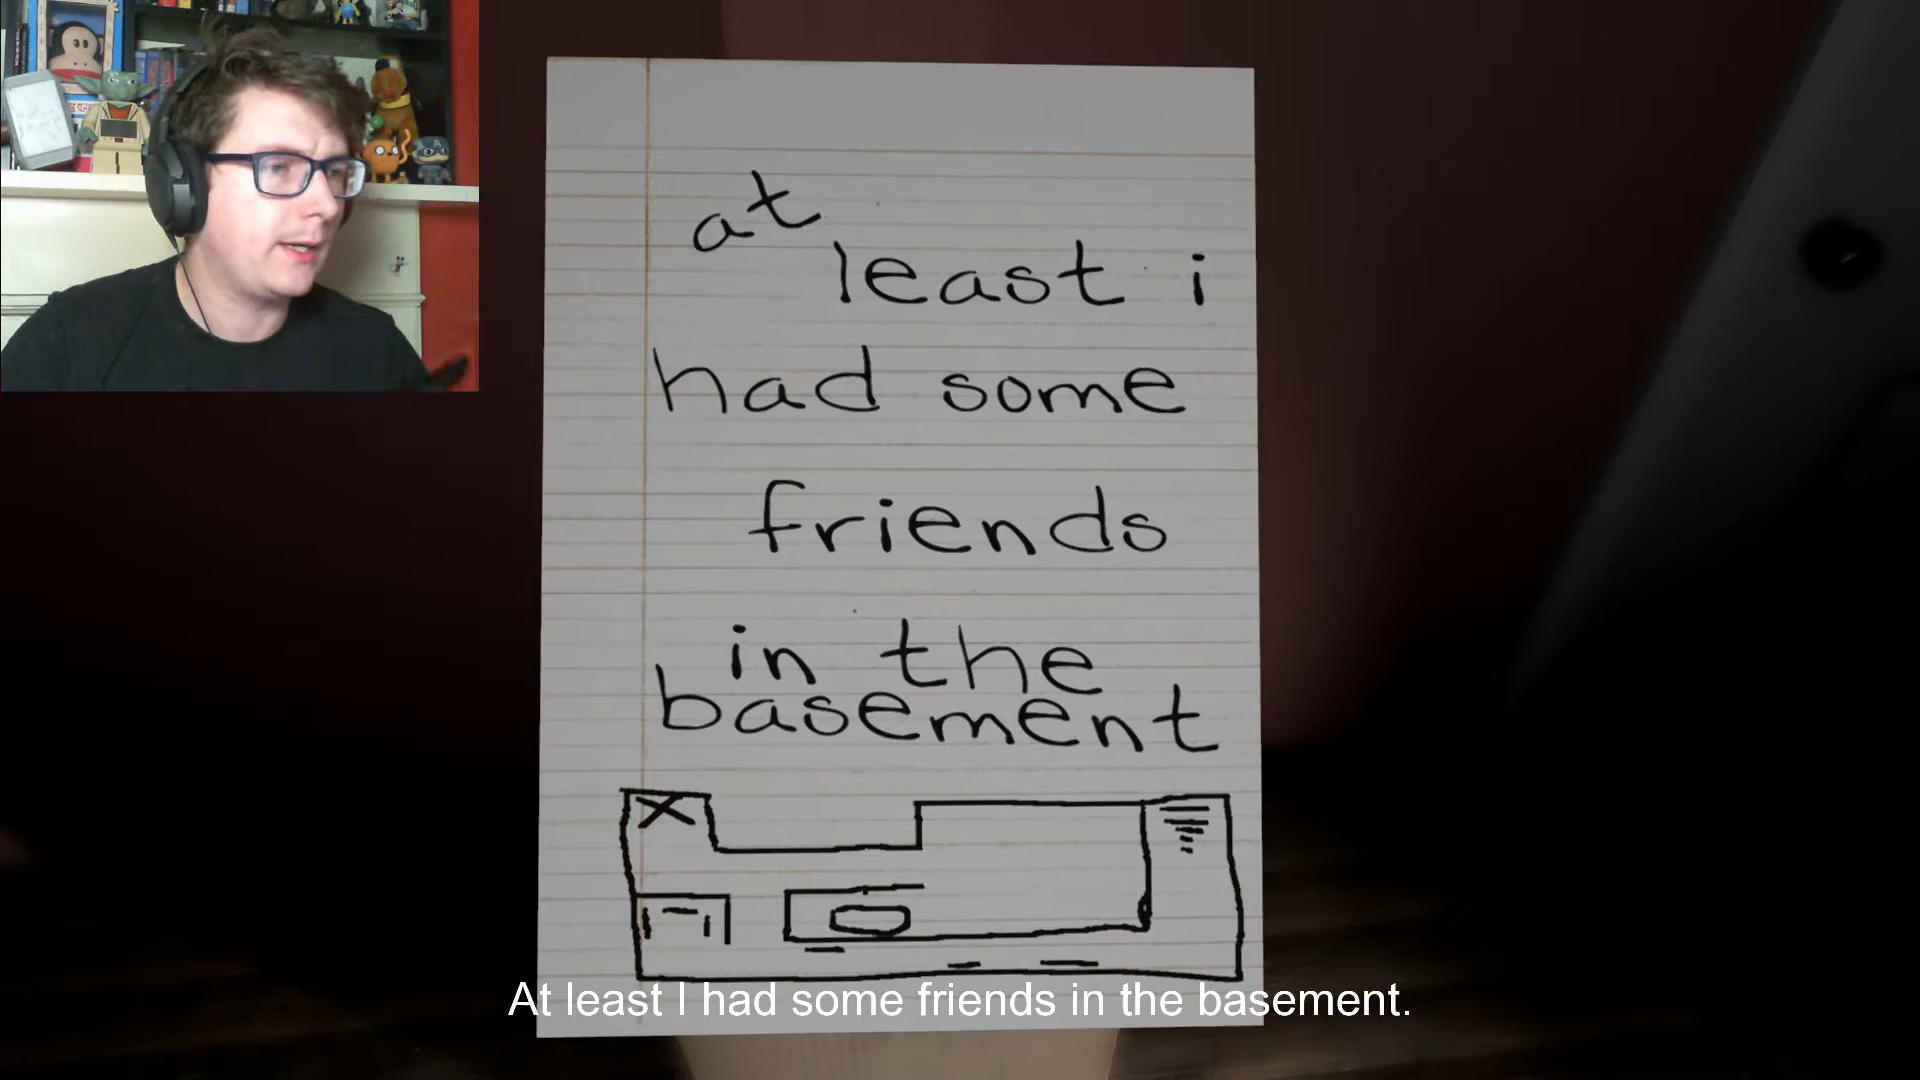 at
least i
had some
friends
in the
basement
At least I had some friends in the basement.